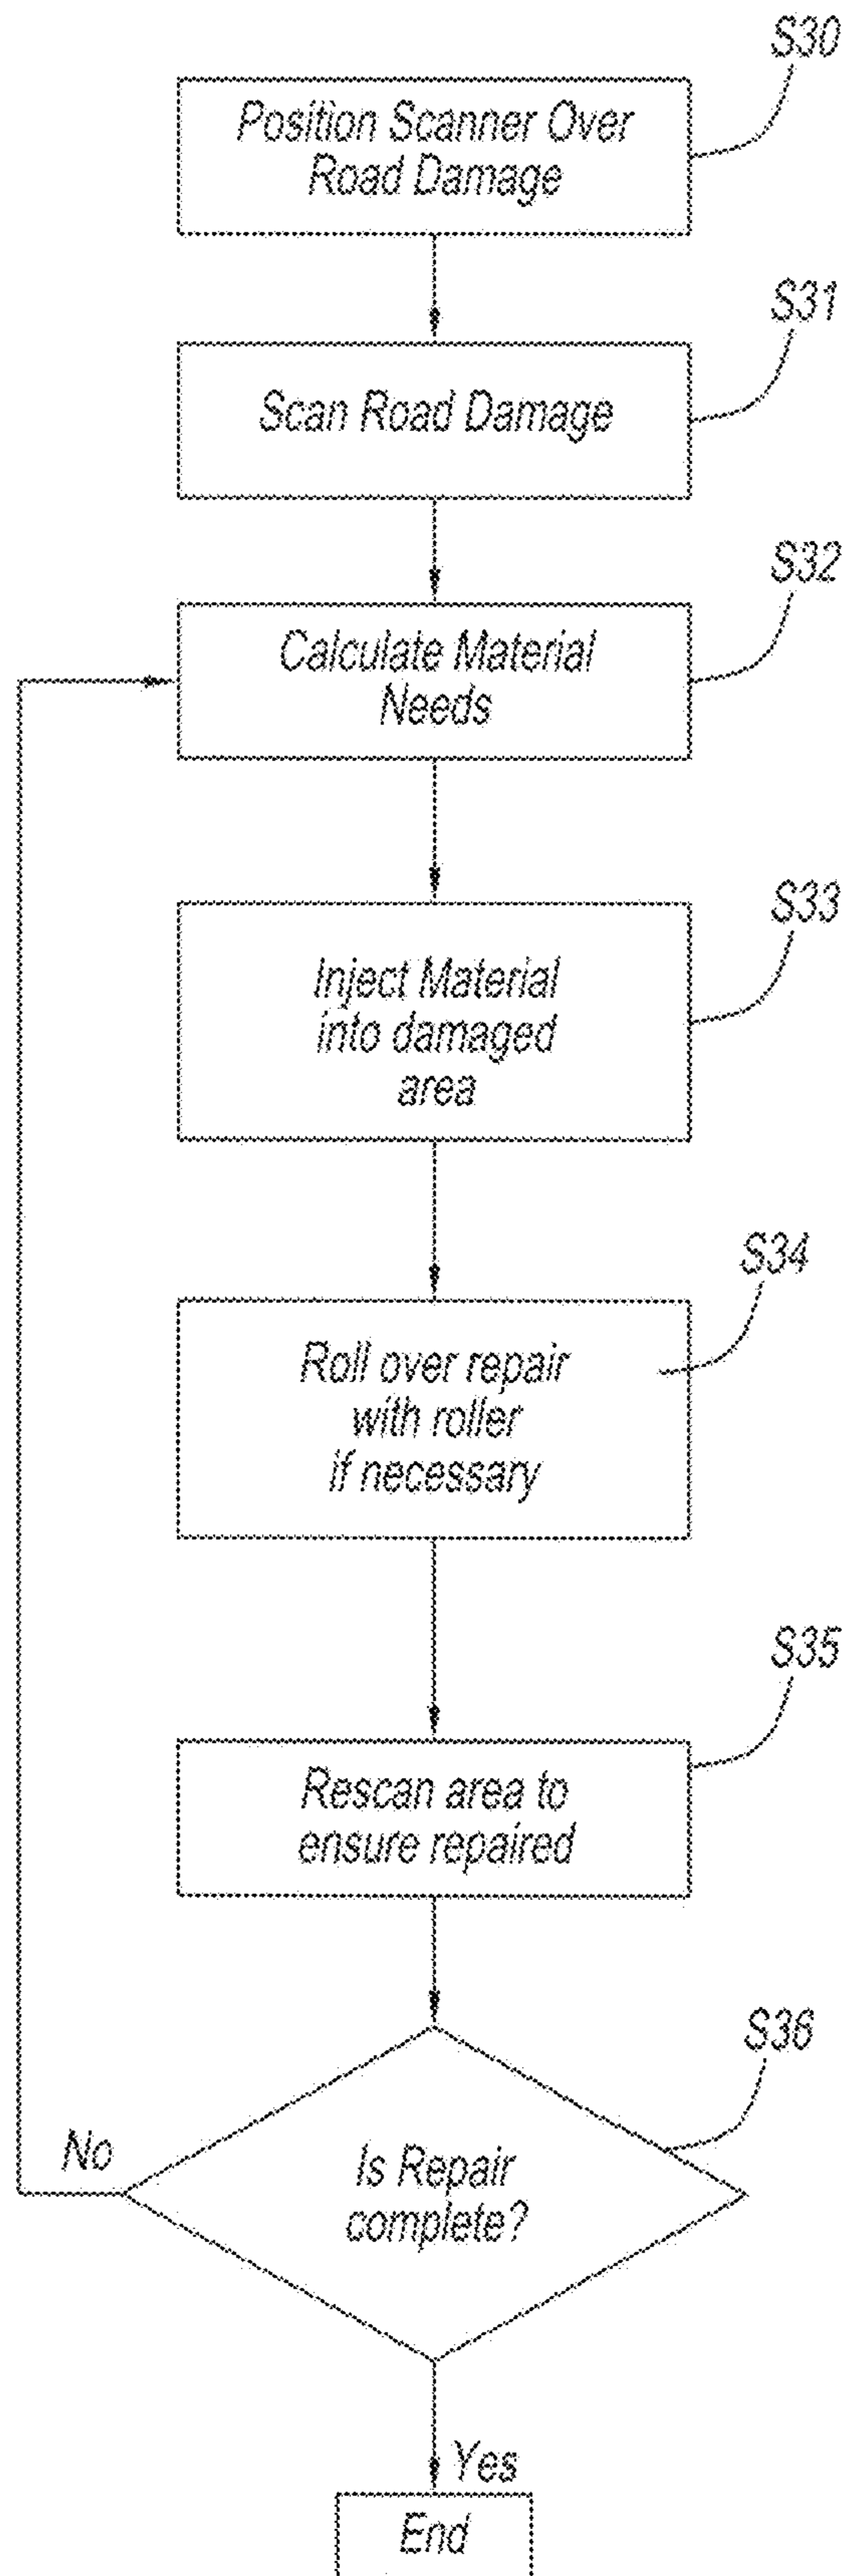 S30
Position Scanner Over
Road Damage
S31
Scan Road Damage
S32
Calculate Material
Needs
S33
Inject Material
into damaged
area
S34
Roll over repair
with roller
if necessary
S35
Rescan area to
ensure repaired
S36
Is Repair
complete?
No
Yes
End